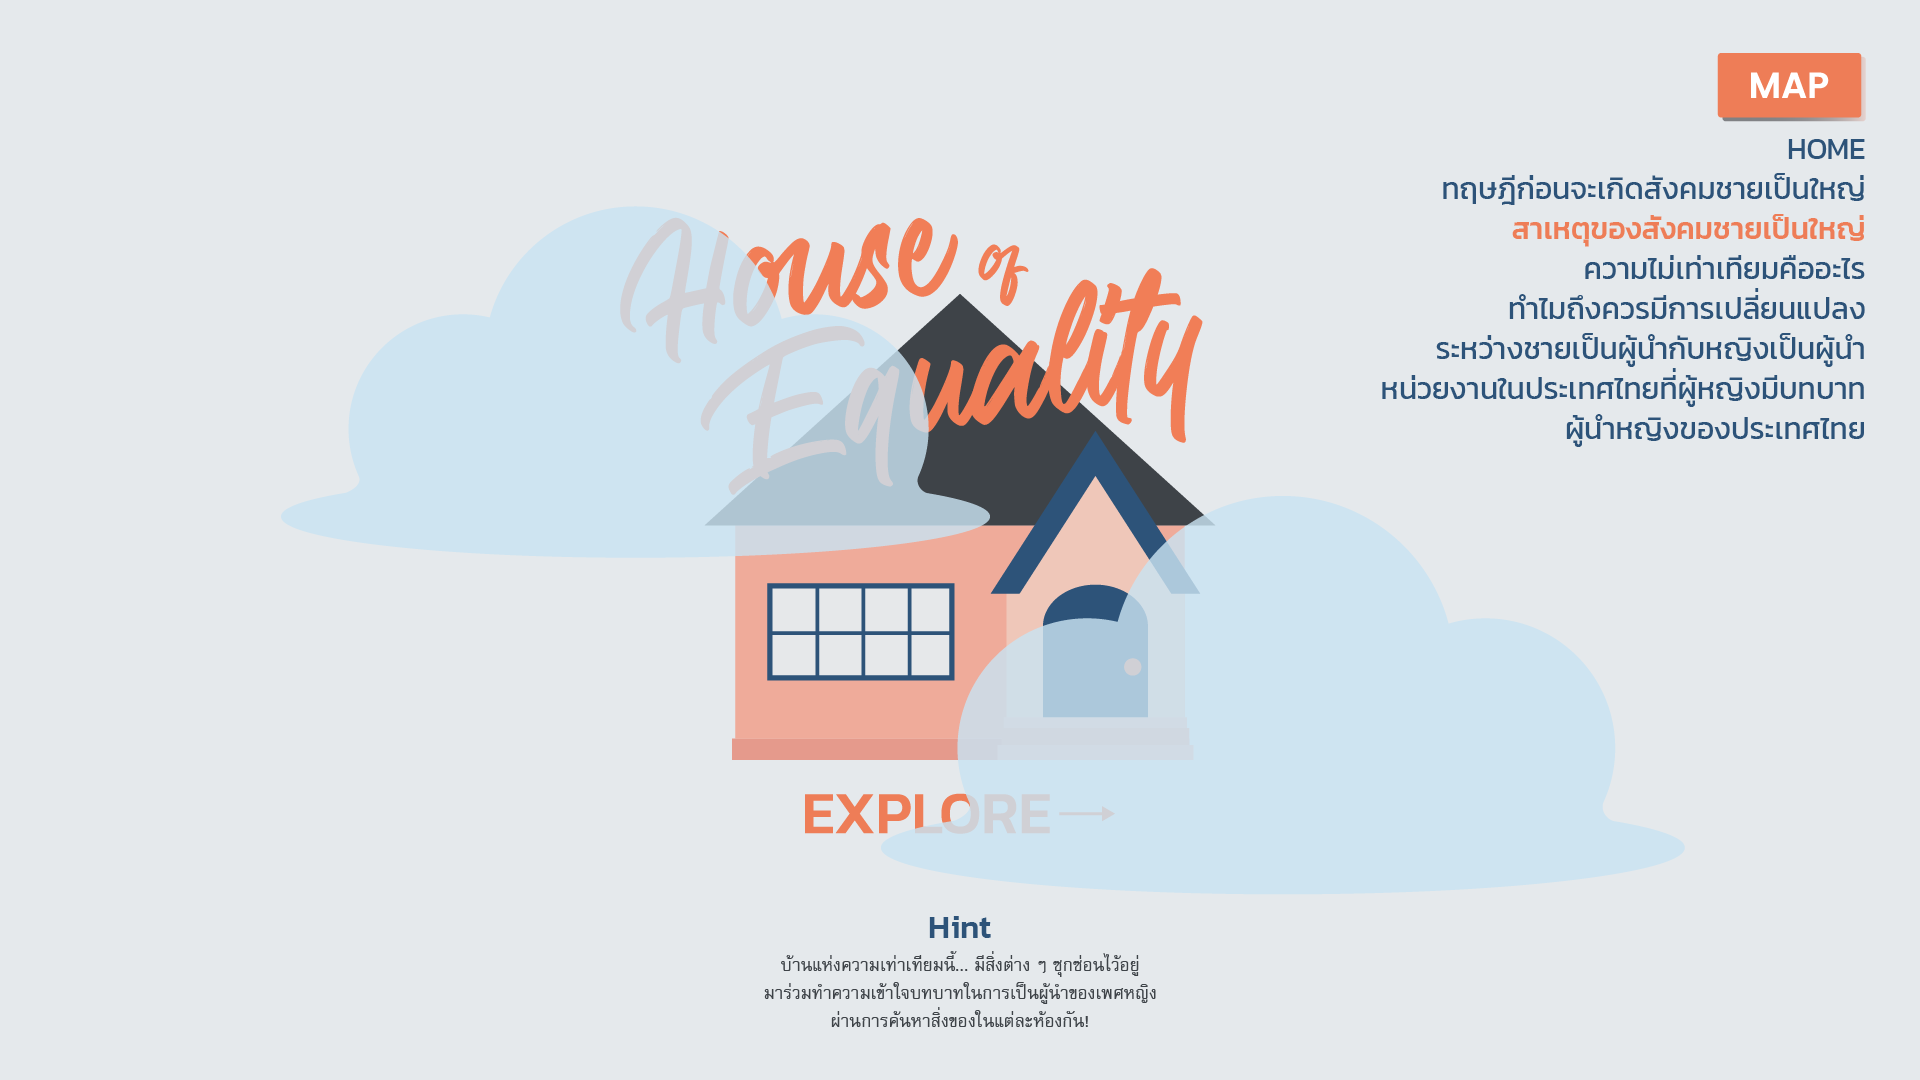 MAP
HOME
ทฤษฎีก่อนจะเกิดสังคมชายเป็นใหญ่
สาเหตุของสังคมชายเป็นใหญ่
ความไม่เท่าเทียมคืออะไร
ทำไมถึงควรมีการเปลี่ยนแปลง
ระหว่างชายเป็นผู้นำกับหญิงเป็นผู้นำ
หน่วยงานในประเทศไทยที่ผู้หญิงมีบทบาท
ผู้นำหญิงของประเทศไทย
House of
Equality
EXPLORE
Hint
บ้านแห่งความเท่าเทียมนี้... มีสิ่งต่าง ๆ ซุกซ่อนไว้อยู่
มาร่วมทำความเข้าใจบทบาทในการเป็นผู้นำของเพศหญิง
ผ่านการค้นหาสิ่งของในแต่ละห้องกัน!